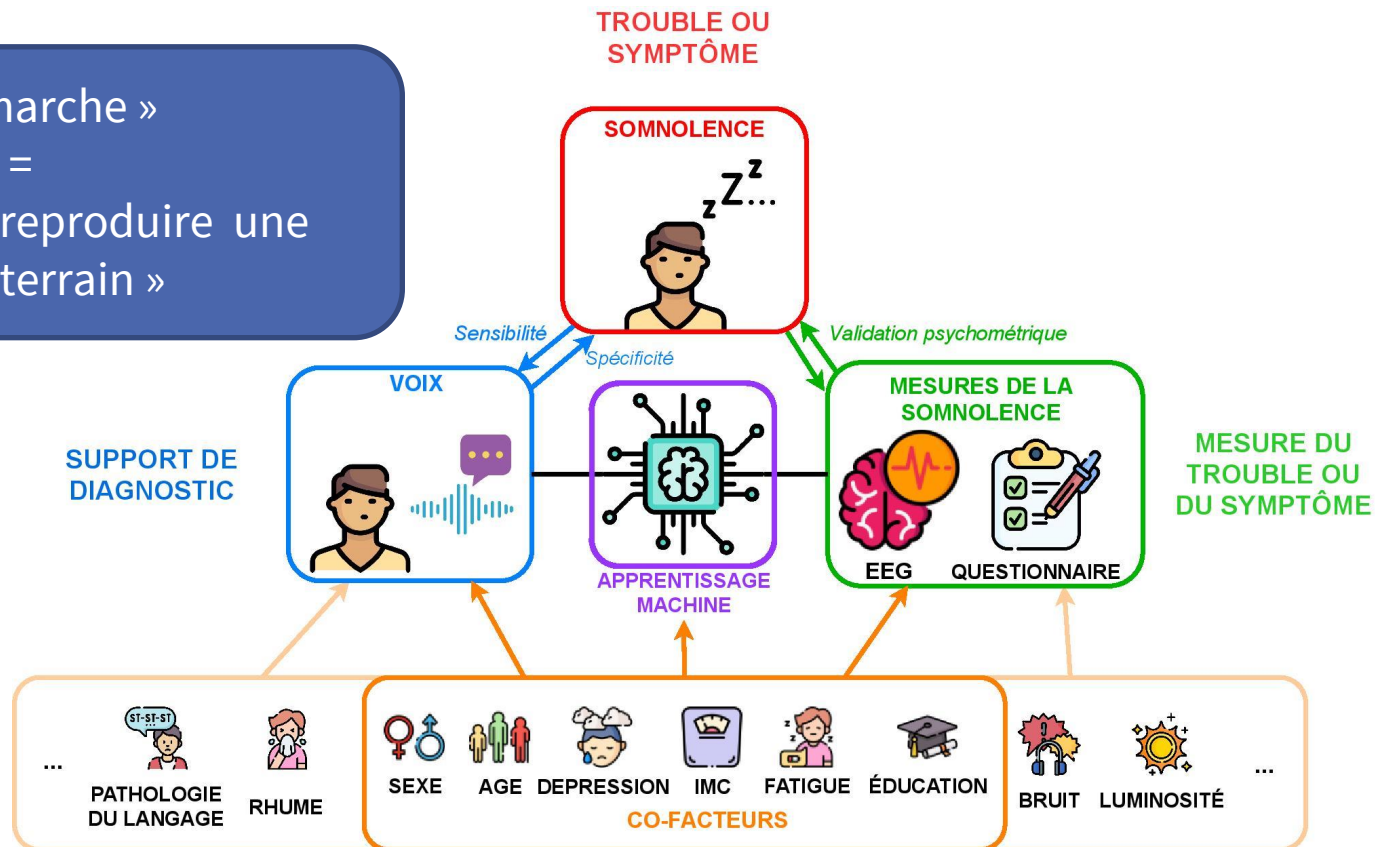 TROUBLE OU
SYMPTÔME
marche »
=
reproduire une
terrain »
SOMNOLENCE
z Z z ...
Sensibilité
Spécificité
Validation psychométrique
VOIX
MESURES DE LA
SOMNOLENCE
SUPPORT DE
DIAGNOSTIC
MESURE DU
TROUBLE OU
DU SYMPTÔME
EEG
QUESTIONNAIRE
APPRENTISSAGE
MACHINE
ST-ST-ST
...
PATHOLOGIE
DU LANGAGE
RHUME
SEXE
AGE
DEPRESSION
IMC
FATIGUE
ÉDUCATION
CO-FACTEURS
BRUIT
LUMINOSITÉ
...